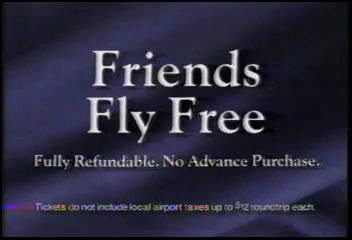 Friends
Fly Free
Fully Refundable. No Advance Purchase.
Tickets do not include local airport taxes up to $12 roundtrip each.